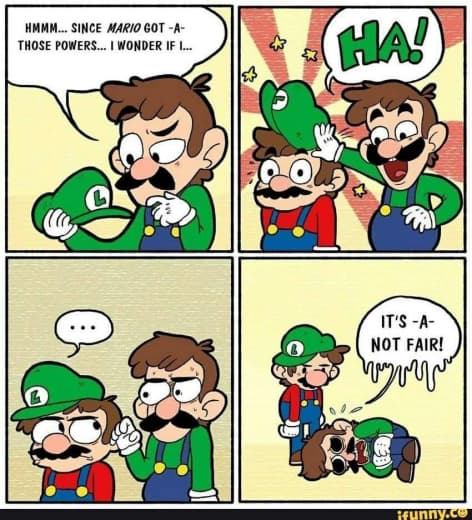 HMMM... SINCE MARIO GOT -A-
THOSE POWERS... I WONDER IF I...
L
HA!
L
...
L
IT'S -A-
NOT FAIR!
L
ifunny.co